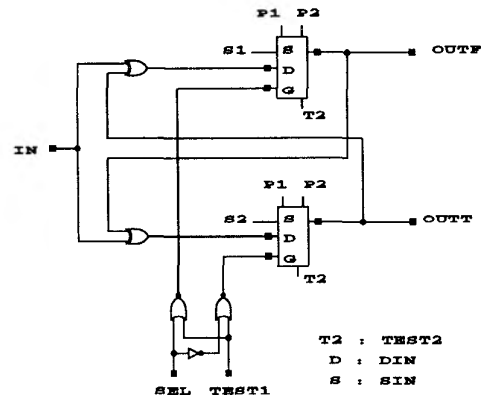 P1 P2
S1 S OUTF
D
G
T2
IN
P1 P2
S2 S OUTT
D
G
T2
T2 : TEST2
D : DIN
S : SIN
SEL TEST1